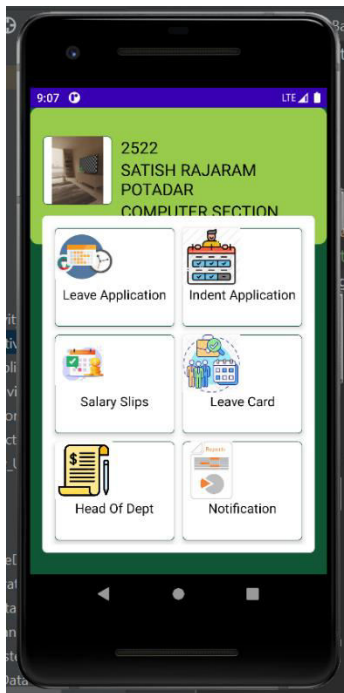 9:07
LTE
2522
SATISH RAJARAM
POTADAR
COMPUTER SECTION
Leave Application
Indent Application
Salary Slips
Leave Card
Head Of Dept
Notification